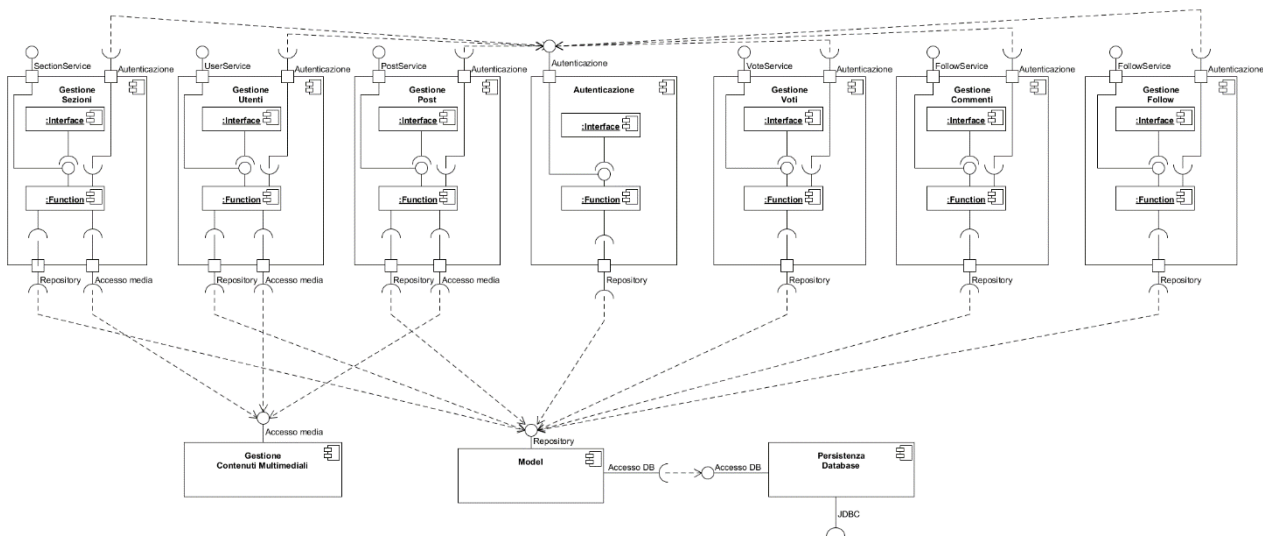 SectionService
Autenticazione
UserService
Autenticazione
PostService
Autenticazione
Autenticazione
VoteService
Autenticazione
FollowService
Autenticazione
FollowService
Autenticazione
Gestione
Sezioni
:Interface
:Function
Gestione
Utenti
:Interface
:Function
Gestione
Post
:Interface
:Function
Autenticazione
:Interface
:Function
Gestione
Voti
:Interface
:Function
Gestione
Commenti
:Interface
:Function
Gestione
Follow
:Interface
:Function
Repository
Accesso media
Repository
Accesso media
Repository
Accesso media
Repository
Repository
Repository
Repository
Accesso media
Gestione
Contenuti Multimediali
Repository
Model
Accesso DB
Accesso DB
Persistenza
Database
JDBC